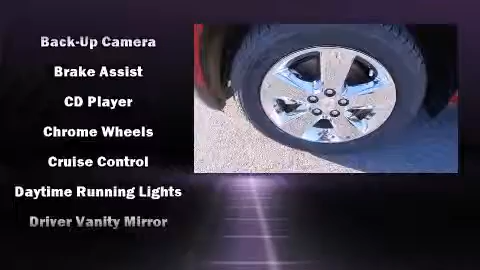 Back-Up Camera
Brake Assist
CD Player
Chrome Wheels
Cruise Control
Daytime Running Lights
Driver Vanity Mirror